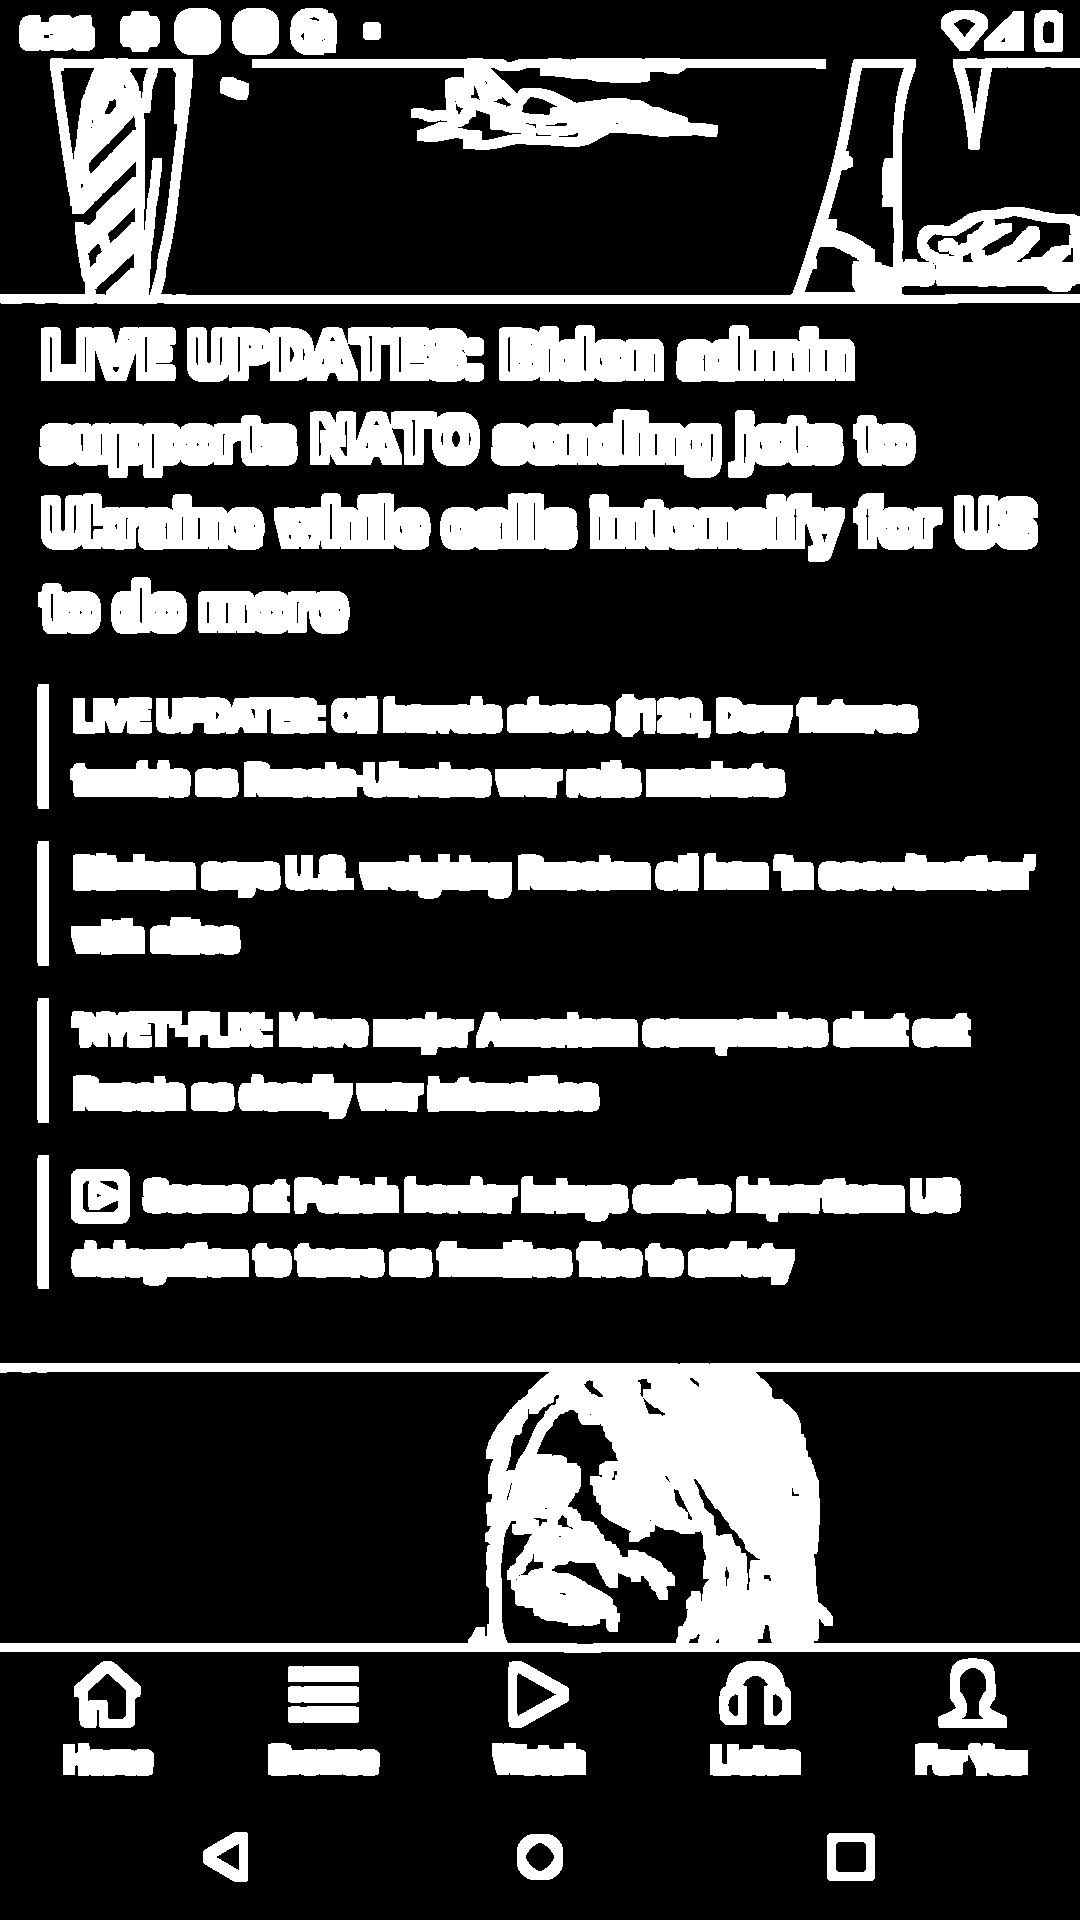 LIVE UPDATES: Biden admin
supports NATO sending jets to
Ukraine while calls intensify for US
to do more
LIVE UPDATES: Oil barrels above $120, Dow futures
tumble as Russia-Ukraine war roils markets
Blinken says U.S. weighing Russian oil ban 'in coordination'
with allies
'NYET'-FLIX: More major American companies shut out
Russia as deadly war intensifies
Scene at Polish border brings entire bipartisan US
delegation to tears as families flee to safety
Home Browse Watch Listen For You